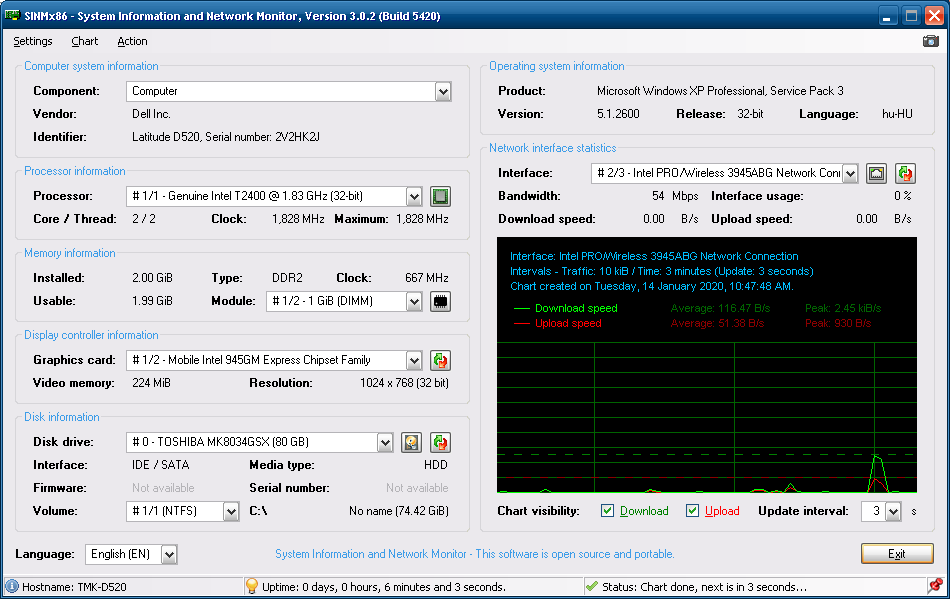 SINMx86 - System Information and Network Monitor, Version 3.0.2 (Build 5420)
Settings Chart Action
Computer system information
Component: Computer
Vendor: Dell Inc.
Identifier: Latitude D520, Serial number: 2V2HK2J
Processor information
Processor: # 1/1 - Genuine Intel T2400 @ 1.83 GHz (32-bit)
Core / Thread: 2 / 2 Clock: 1,828 MHz Maximum: 1,828 MHz
Memory information
Installed: 2.00 GiB Type: DDR2 Clock: 667 MHz
Usable: 1.99 GiB Module: # 1/2 - 1 GiB (DIMM)
Display controller information
Graphics card: # 1/2 - Mobile Intel 945GM Express Chipset Family
Video memory: 224 MiB Resolution: 1024 x 768 (32 bit)
Disk information
Disk drive: # 0 - TOSHIBA MK8034GSX (80 GB)
Interface: IDE / SATA Media type: HDD
Firmware: Not available Serial number: Not available
Volume: # 1/1 (NTFS) C:\ No name (74.42 GiB)
Operating system information
Product: Microsoft Windows XP Professional, Service Pack 3
Version: 5.1.2600 Release: 32-bit Language: hu-HU
Network interface statistics
Interface: # 2/3 - Intel PRO/Wireless 3945ABG Network Conn
Bandwidth: 54 Mbps Interface usage: 0 %
Download speed: 0.00 B/s Upload speed: 0.00 B/s
Interface: Intel PRO/Wireless 3945ABG Network Connection
Intervals - Traffic: 10 kiB / Time: 3 minutes (Update: 3 seconds)
Chart created on Tuesday, 14 January 2020, 10:47:48 AM.
Download speed Average: 116.47 B/s Peak: 2.45 kiB/s
Upload speed Average: 51.98 B/s Peak: 930 B/s
Chart visibility: Download Upload Update interval: 3 s
Language: English (EN) System Information and Network Monitor - This software is open source and portable. Exit
Hostname: TMK-D520 Uptime: 0 days, 0 hours, 6 minutes and 3 seconds. Status: Chart done, next is in 3 seconds...